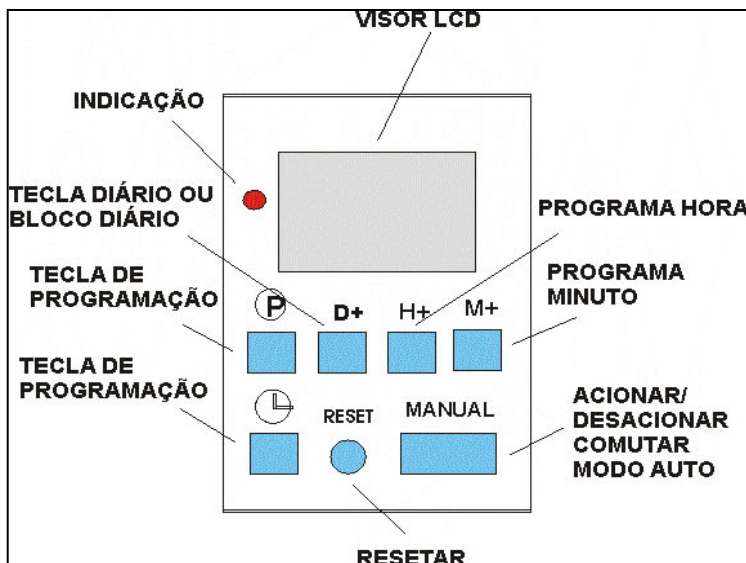 VISOR LCD
INDICAÇÃO
TECLA DIÁRIO OU
BLOCO DIÁRIO
PROGRAMA HORA
TECLA DE
PROGRAMAÇÃO
PROGRAMA
MINUTO
P
D+
H+
M+
TECLA DE
PROGRAMAÇÃO
RESET
MANUAL
ACIONAR/
DESACIONAR
COMUTAR
MODO AUTO
RESETAR